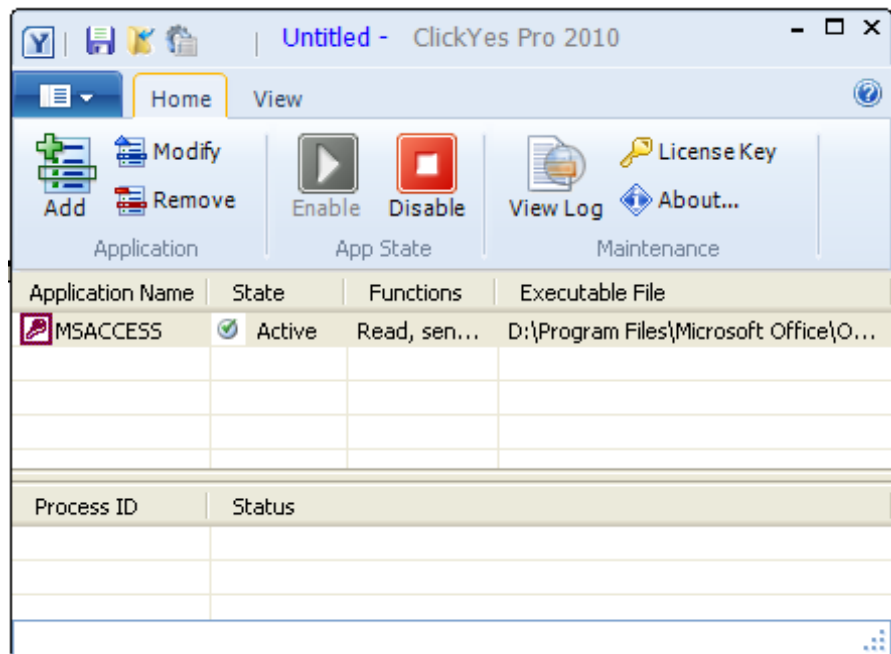 Untitled - ClickYes Pro 2010
Home View
Add Modify Remove Enable Disable View Log License Key About...
Application App State Maintenance
Application Name State Functions Executable File
MSACCESS Active Read, sen... D:\Program Files\Microsoft Office\O...
Process ID Status